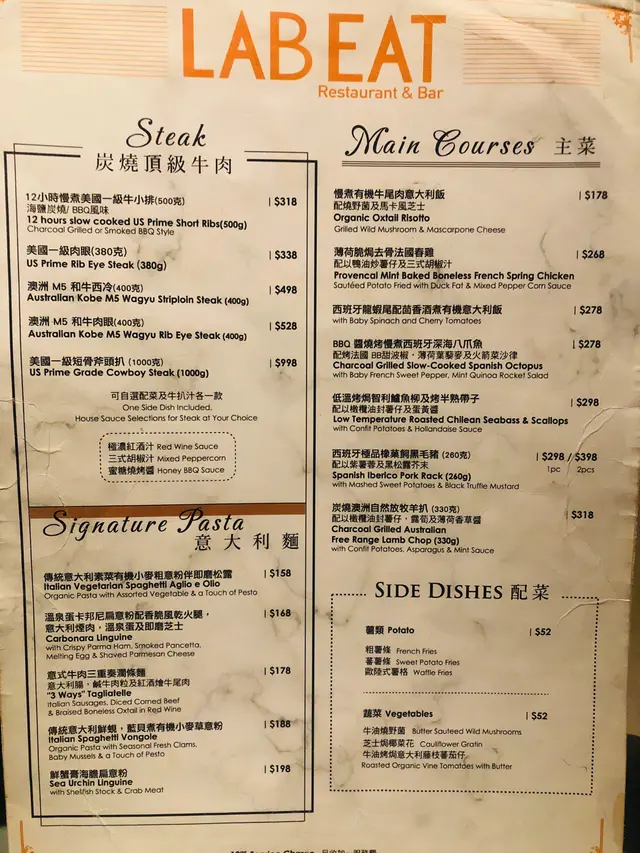 LAB EAT
Restaurant & Bar
Steak
炭燒頂級牛肉
12小時慢煮美國一級牛小排(500克) | $318
海鹽炭燒/ BBQ風味
12 hours slow cooked US Prime Short Ribs(500g)
Charcoal Grilled or Smoked BBQ Style
美國一級肉眼(380克) | $338
US Prime Rib Eye Steak (380g)
澳洲 M5 和牛西冷(400克) | $498
Australian Kobe M5 Wagyu Striploin Steak (400g)
澳洲 M5 和牛肉眼(400克) | $528
Australian Kobe M5 Wagyu Rib Eye Steak (400g)
美國一級短骨斧頭扒 (1000克) | $998
US Prime Grade Cowboy Steak (1000g)
可自選配菜及牛扒汁各一款
One Side Dish Included,
House Sauce Selections for Steak at Your Choice
極濃紅酒汁 Red Wine Sauce
三式胡椒汁 Mixed Peppercorn
蜜糖燒烤醬 Honey BBQ Sauce
Signature Pasta
意大利麵
傳統意大利素菜有機小麥粗意粉伴即磨松露 | $158
Italian Vegetarian Spaghetti Aglio e Olio
Organic Pasta with Assorted Vegetable & a Touch of Pesto
溫泉蛋卡邦尼扁意粉配香脆風乾火腿, | $168
意大利煙肉，溫泉蛋及即磨芝士
Carbonara Linguine
with Crispy Parma Ham, Smoked Pancetta,
Melting Egg & Shaved Parmesan Cheese
意式牛肉三重奏濶條麵 | $178
意大利腸，鹹牛肉粒及紅酒燴牛尾肉
"3 Ways" Tagliatelle
Italian Sausages, Diced Corned Beef
& Braised Boneless Oxtail in Red Wine
傳統意大利鮮蜆，藍貝煮有機小麥草意粉 | $188
Italian Spaghetti Vongole
Organic Pasta with Seasonal Fresh Clams,
Baby Mussels & a Touch of Pesto
鮮蟹膏海膽扁意粉 | $198
Sea Urchin Linguine
with Shellfish Stock & Crab Meat
Main Courses 主菜
慢煮有機牛尾肉意大利飯 | $178
配燒野菌及馬卡風芝士
Organic Oxtail Risotto
Grilled Wild Mushroom & Mascarpone Cheese
薄荷脆焗去骨法國春雞 | $268
配以鴨油炒薯仔及三式胡椒汁
Provencal Mint Baked Boneless French Spring Chicken
Sautéed Potato Fried with Duck Fat & Mixed Pepper Corn Sauce
西班牙龍蝦尾配茴香酒煮有機意大利飯 | $278
with Baby Spinach and Cherry Tomatoes
BBQ 醬燒烤慢煮西班牙深海八爪魚 | $278
配烤法國 BB甜波椒，薄荷葉藜麥及火箭菜沙律
Charcoal Grilled Slow-Cooked Spanish Octopus
with Baby French Sweet Pepper, Mint Quinoa Rocket Salad
低溫烤焗智利鱸魚柳及烤半熟帶子 | $298
配以橄欖油封薯仔及蛋黃醬
Low Temperature Roasted Chilean Seabass & Scallops
with Confit Potatoes & Hollandaise Sauce
西班牙極品橡菓飼黑毛豬 (260克) | $298 / $398
配以紫薯蓉及黑松露芥末 1pc 2pcs
Spanish Iberico Pork Rack (260g)
with Mashed Sweet Potatoes & Black Truffle Mustard
炭燒澳洲自然放牧羊扒 (330克) | $318
配以橄欖油封薯仔，露荀及薄荷香草醬
Charcoal Grilled Australian
Free Range Lamb Chop (330g)
with Confit Potatoes, Asparagus & Mint Sauce
SIDE DISHES 配菜
薯類 Potato | $52
粗薯條 French Fries
蕃薯條 Sweet Potato Fries
歐陸式薯格 Waffle Fries
蔬菜 Vegetables | $52
牛油燒野菌 Butter Sauteed Wild Mushrooms
芝士焗椰菜花 Cauliflower Gratin
牛油烤焗意大利藤枝蕃茄仔
Roasted Organic Vine Tomatoes with Butter